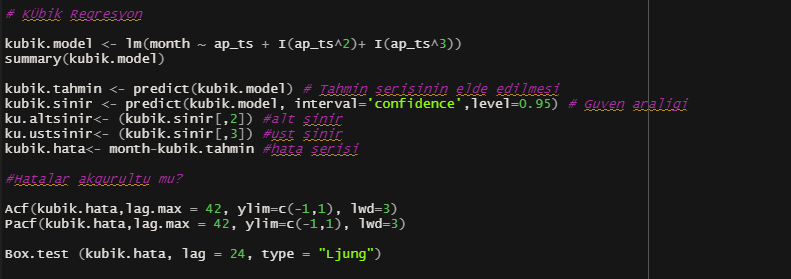 # KÜbik Regresyon
kubik.model <- lm(month ~ ap_ts + I(ap_ts^2)+ I(ap_ts^3))
summary(kubik.model)
kubik.tahmin <- predict(kubik.model) # Tahmin serisinin elde edilmesi
kubik.sinir <- predict(kubik.model, interval='confidence',level=0.95) # Guven araligi
ku.altsinir<- (kubik.sinir[,2]) #alt sinir
ku.ustsinir<- (kubik.sinir[,3]) #ust sinir
kubik.hata<- month-kubik.tahmin #hata serisi
#Hatalar akgurultu mu?
Acf(kubik.hata,lag.max = 42, ylim=c(-1,1), lwd=3)
Pacf(kubik.hata,lag.max = 42, ylim=c(-1,1), lwd=3)
Box.test (kubik.hata, lag = 24, type = "Ljung")